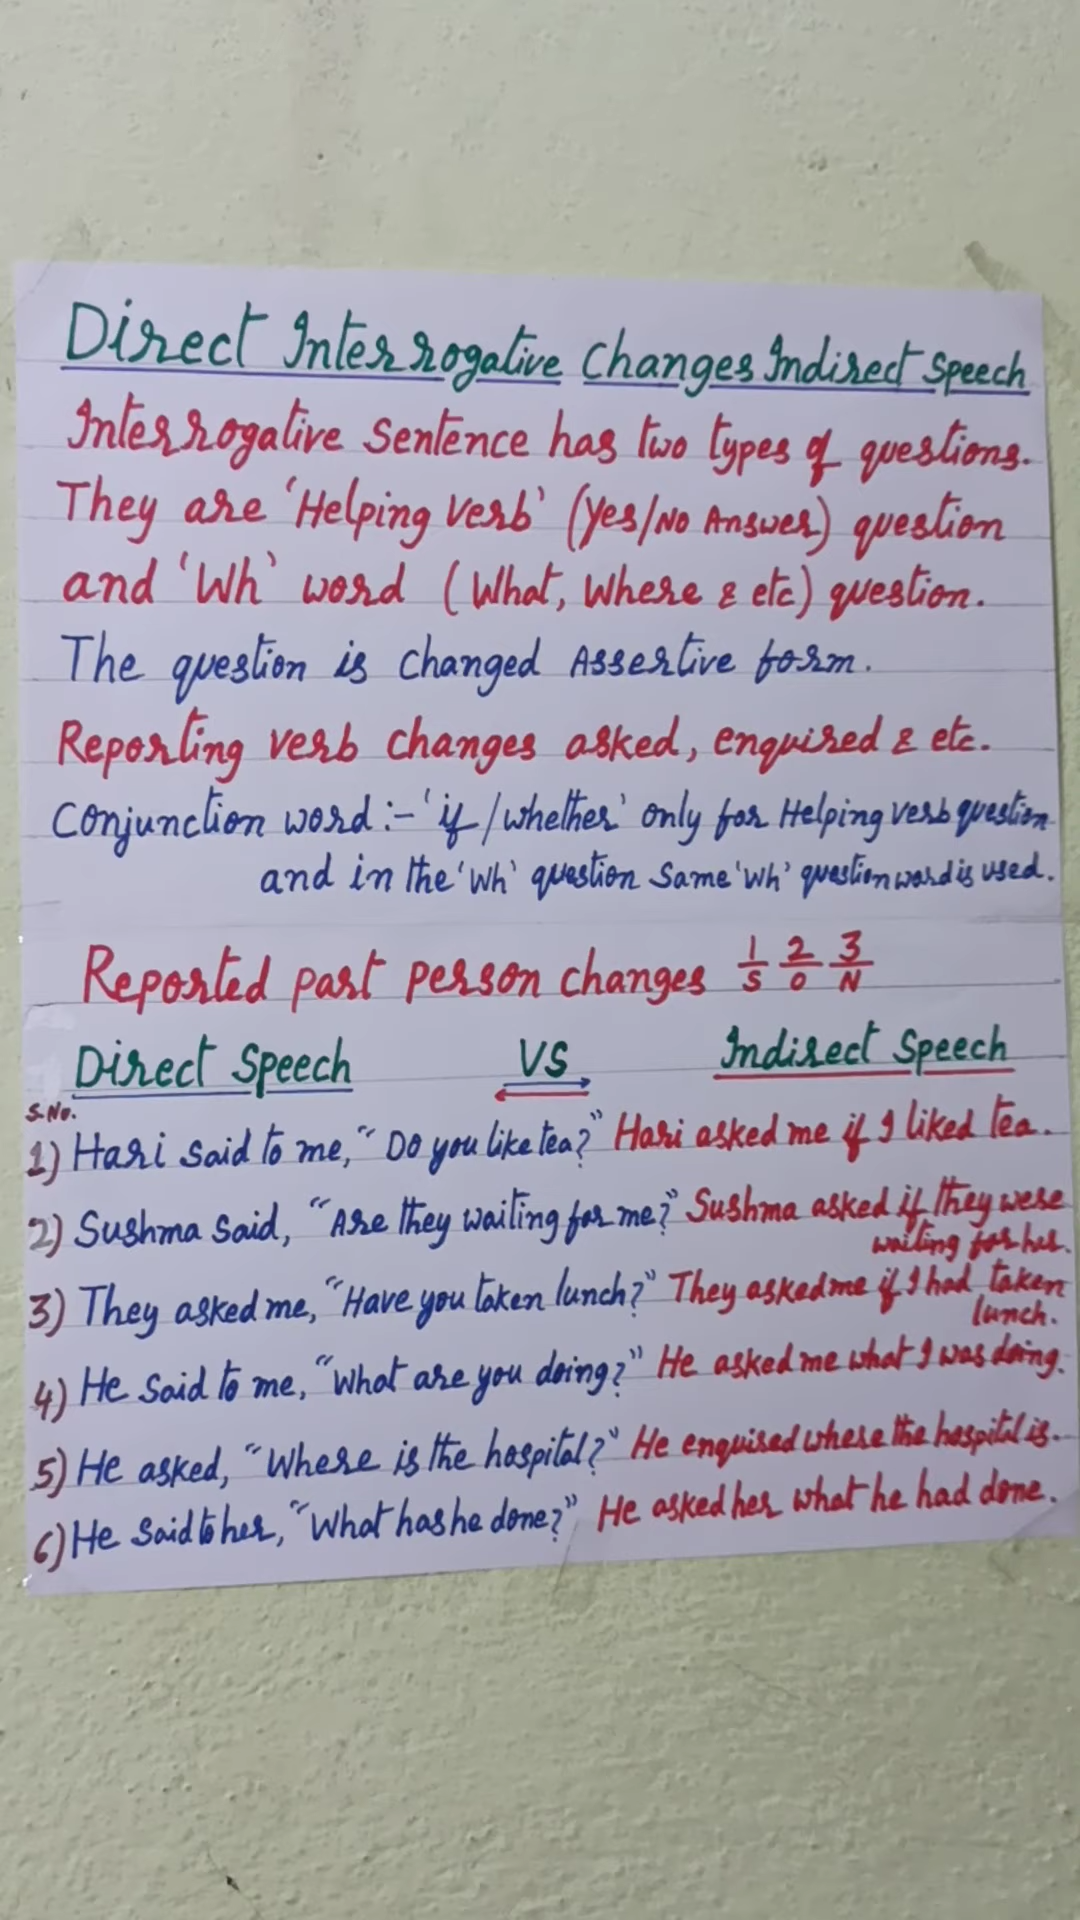 Direct Interrogative Changes Indirect Speech
Interrogative Sentence has two types of questions.
They are 'Helping Verb' (Yes/No Answer) question
and 'Wh' word (What, Where & etc) question.
The question is changed Assertive form.
Reporting verb changes asked, enquired & etc.
Conjunction word :- 'if/whether' only for Helping verb question
and in the 'Wh' question Same 'Wh' question word is used.
Reported part person changes 1/S 2/O 3/N
Direct Speech VS Indirect Speech
S.No.
1) Hari said to me, "Do you like tea?" Hari asked me if I liked tea.
2) Sushma said, "Are they waiting for me?" Sushma asked if they were
waiting for her.
3) They asked me, "Have you taken lunch?" They asked me if I had taken
lunch.
4) He said to me, "What are you doing?" He asked me what I was doing.
5) He asked, "Where is the hospital?" He enquired where the hospital is.
6) He said to her, "What has he done?" He asked her what he had done.